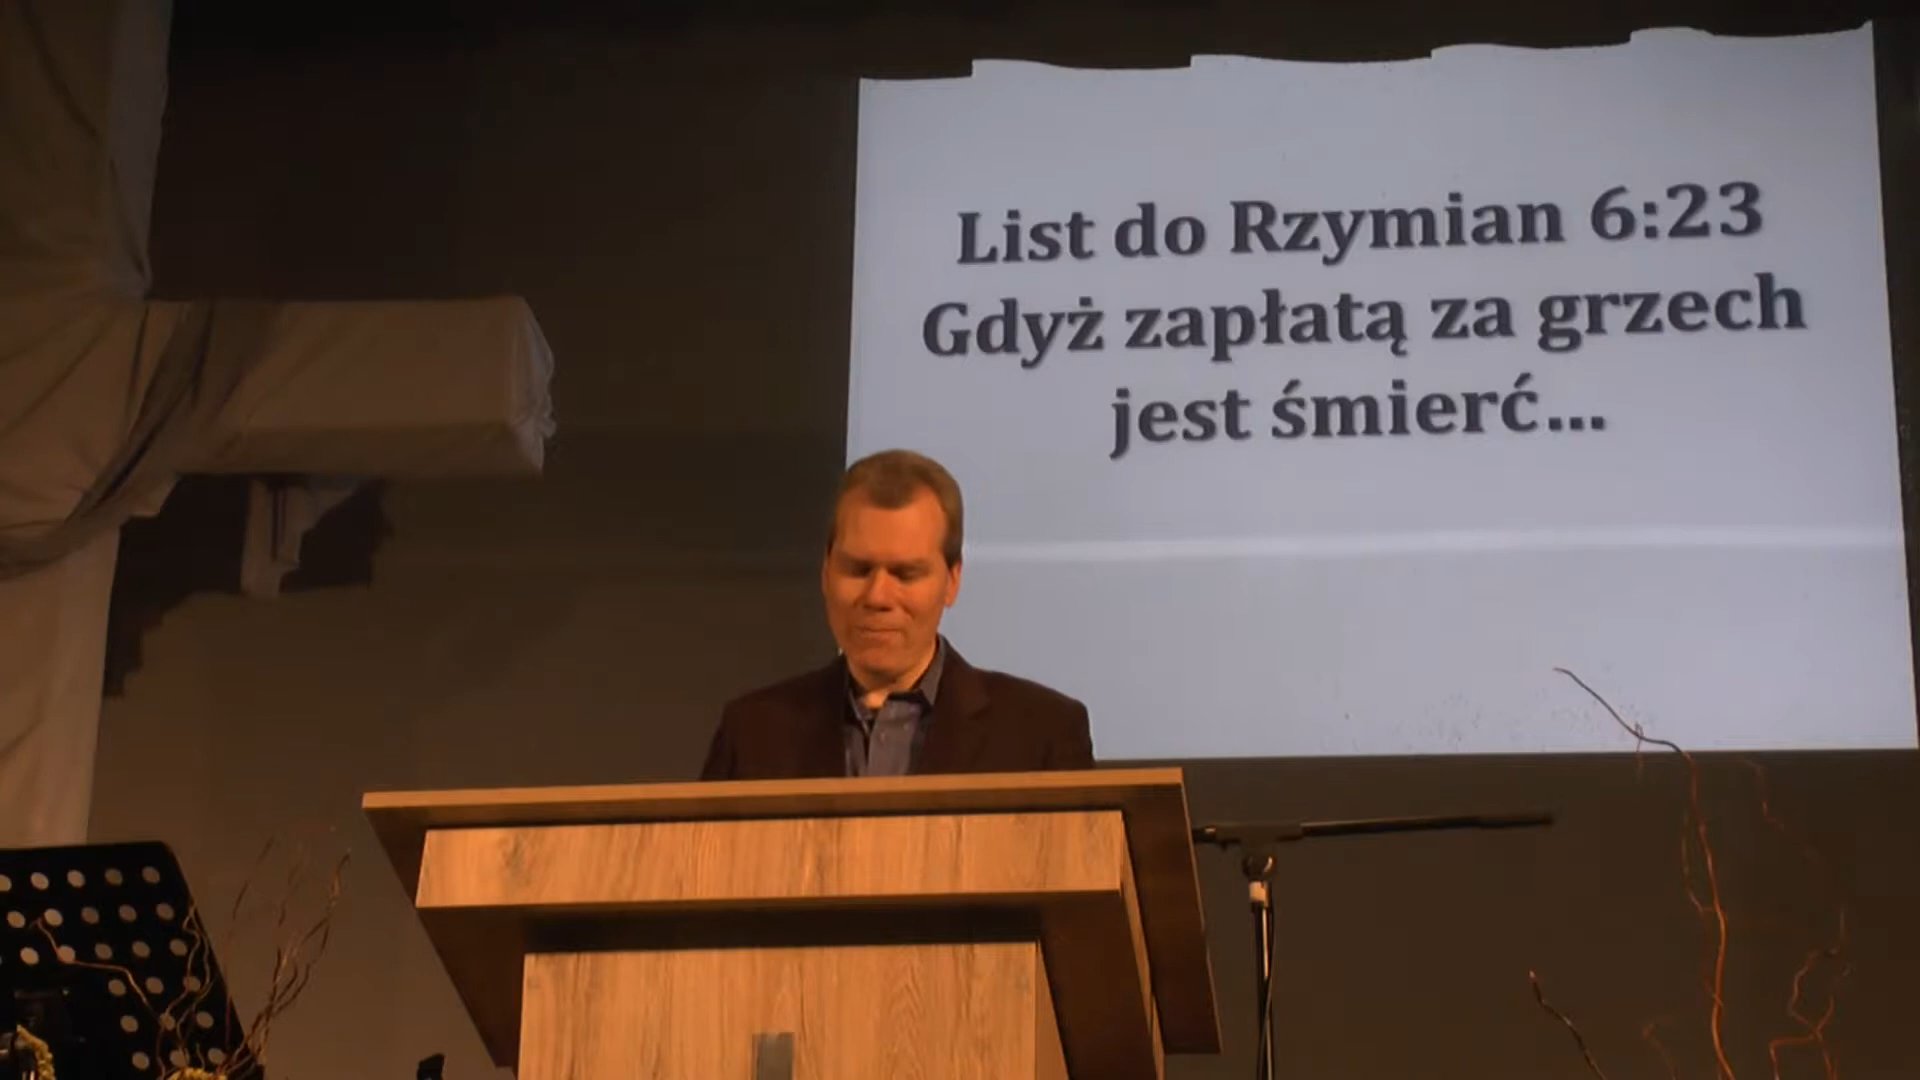 List do Rzymian 6:23
Gdyż zapłatą za grzech
jest śmierć...